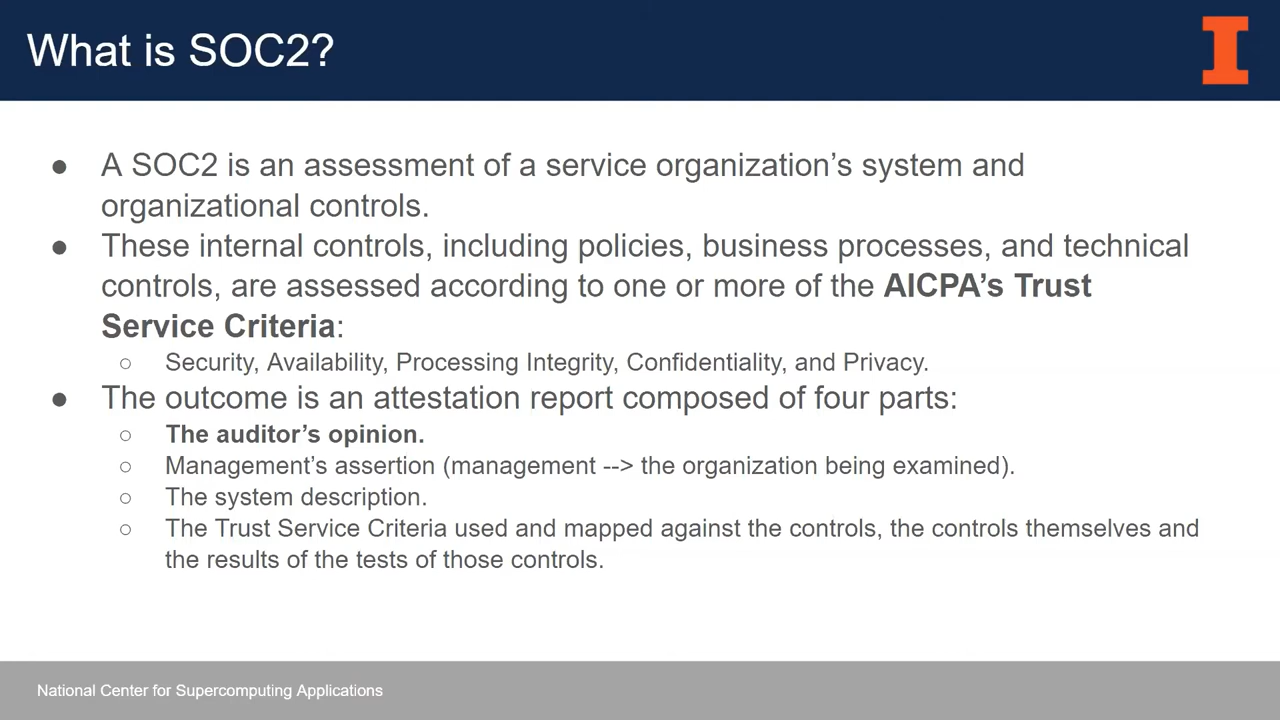 What is SOC2?
● A SOC2 is an assessment of a service organization’s system and
organizational controls.
● These internal controls, including policies, business processes, and technical
controls, are assessed according to one or more of the AICPA’s Trust
Service Criteria:
○ Security, Availability, Processing Integrity, Confidentiality, and Privacy.
● The outcome is an attestation report composed of four parts:
○ The auditor’s opinion.
○ Management’s assertion (management --> the organization being examined).
○ The system description.
○ The Trust Service Criteria used and mapped against the controls, the controls themselves and
the results of the tests of those controls.
National Center for Supercomputing Applications